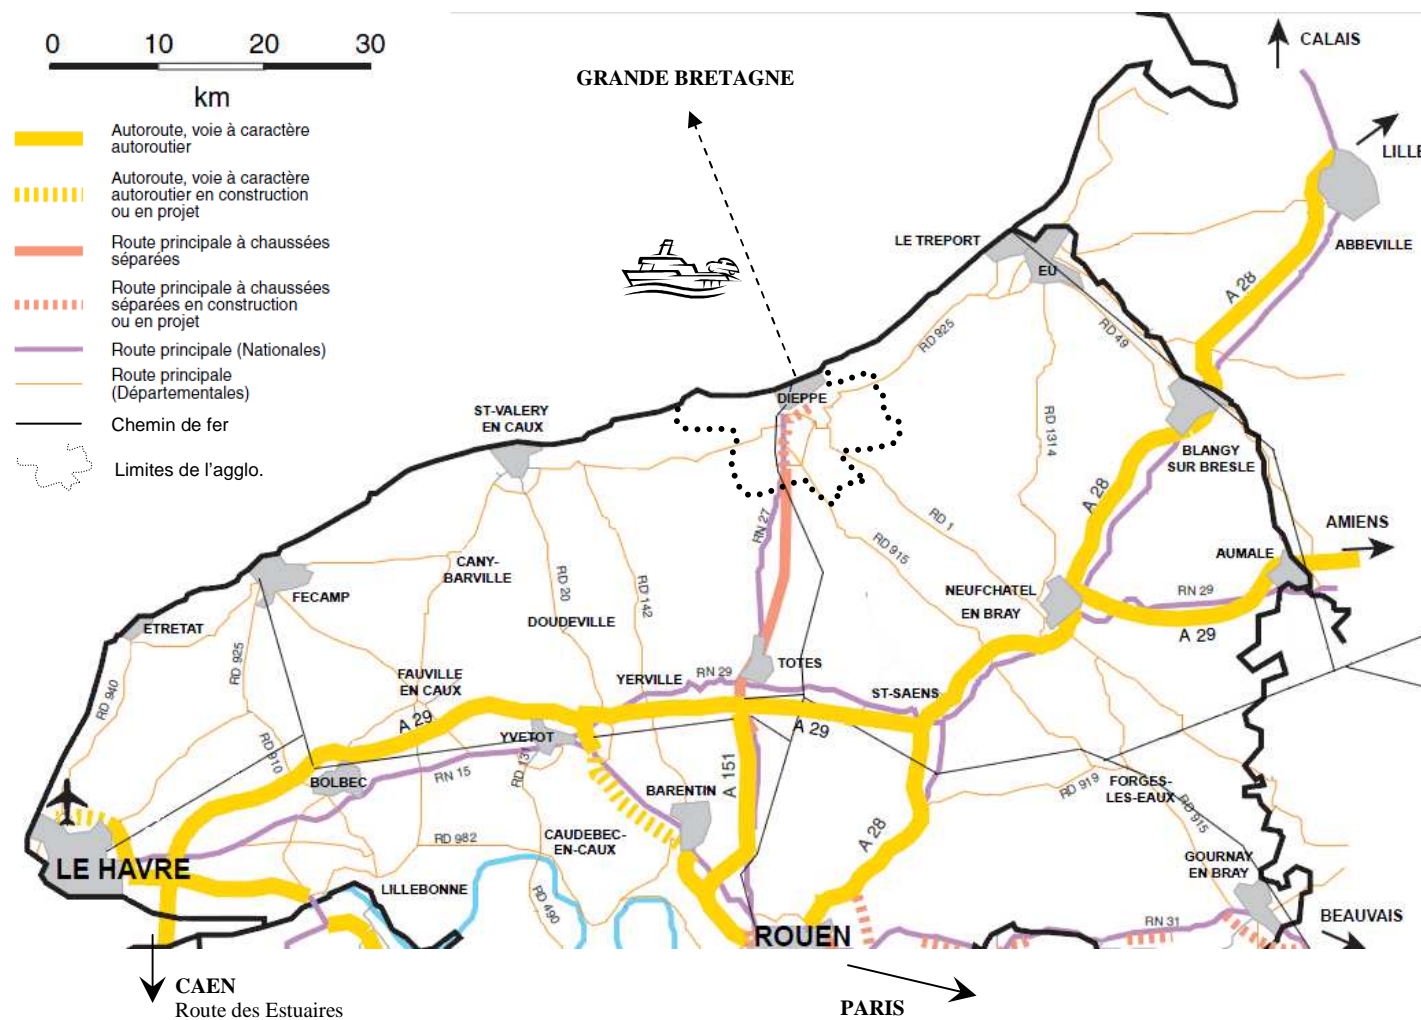 0 10 20 30
km
Autoroute, voie à caractère
autoroutier
Autoroute, voie à caractère
autoroutier en construction
ou en projet
Route principale à chaussées
séparées
Route principale à chaussées
séparées en construction
ou en projet
Route principale (Nationales)
Route principale
(Départementales)
Chemin de fer
Limites de l'agglo.
GRANDE BRETAGNE
CALAIS
LILLE
ABBEVILLE
LE TREPORT
EU
A 28
RD 925
RD 49
DIEPPE
ST-VALERY
EN CAUX
RD 1314
BLANGY
SUR BRESLE
A 28
AMIENS
AUMALE
RN 27
RD 1
RD 915
CANY-
BARVILLE
RD 20
RD 142
FECAMP
NEUFCHATEL
EN BRAY
RN 29
A 29
ETRETAT
DOUDEVILLE
RD 925
TOTES
FAUVILLE
EN CAUX
YERVILLE
RN 29
ST-SAENS
RD 940
A 29
A 29
YVETOT
RD 910
RD 131
BOLBEC
RN 15
A 151
BARENTIN
RD 919
FORGES-
LES-EAUX
RD 915
RD 982
CAUDEBEC-
EN-CAUX
A 28
GOURNAY
EN BRAY
LE HAVRE
LILLEBONNE
RD 490
ROUEN
RN 31
BEAUVAIS
CAEN
Route des Estuaires
PARIS